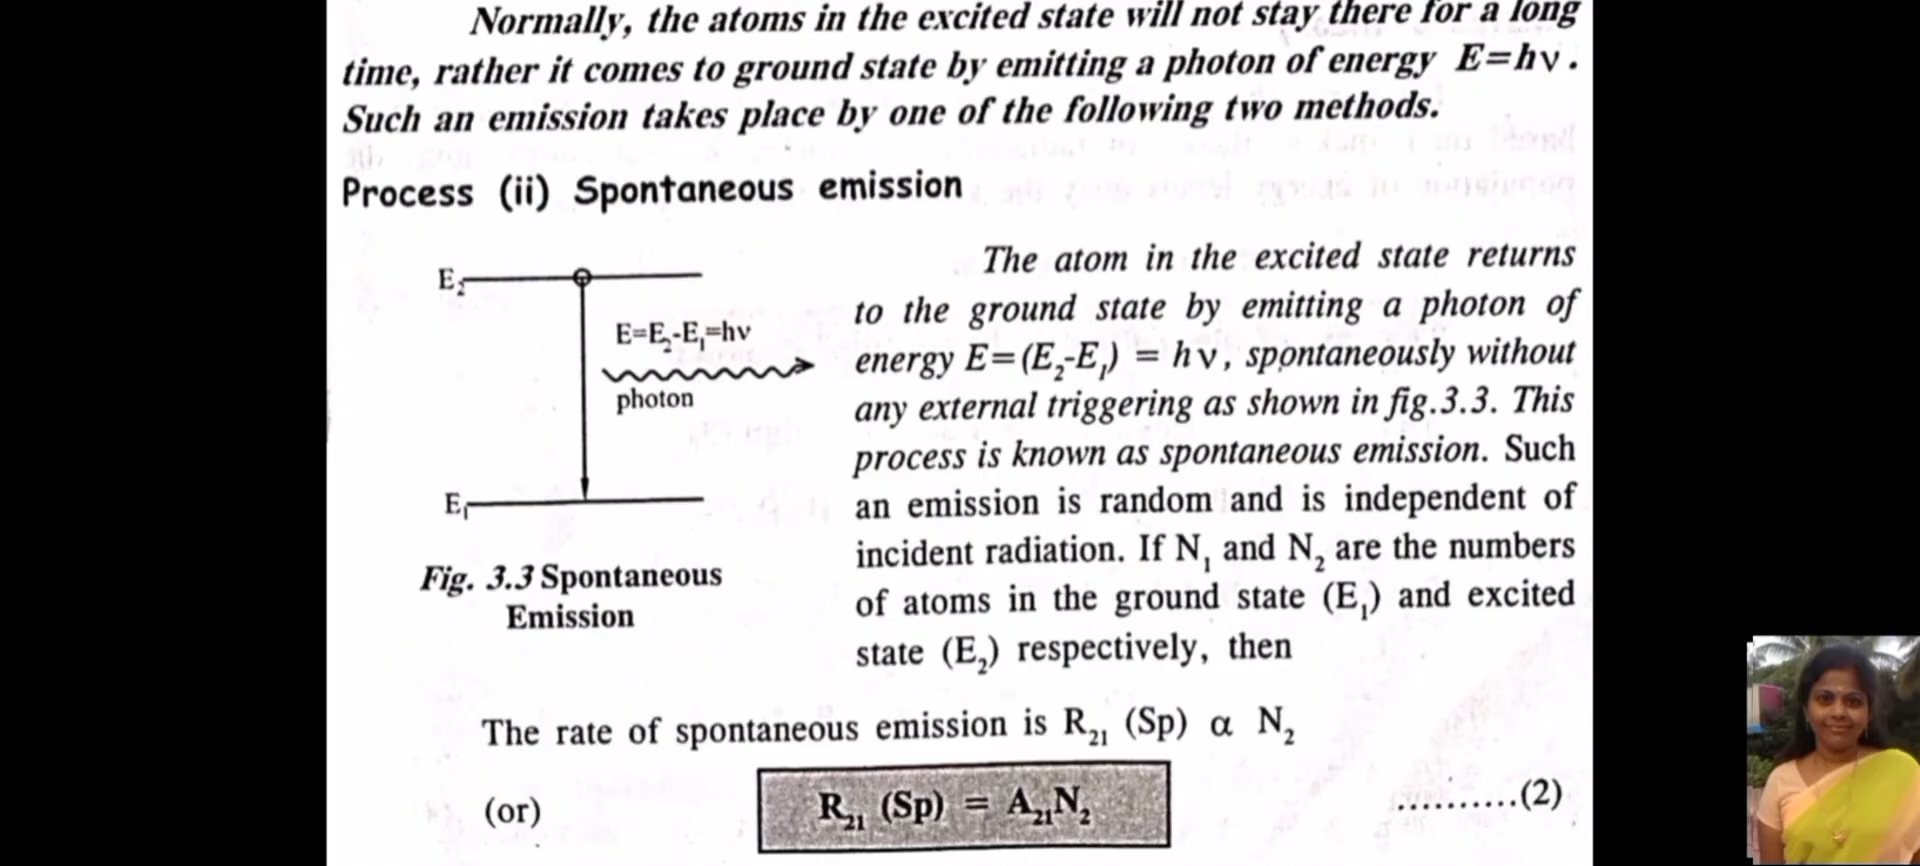 Normally, the atoms in the excited state will not stay there for a long
time, rather it comes to ground state by emitting a photon of energy E=hν.
Such an emission takes place by one of the following two methods.
Process (ii) Spontaneous emission
E₂
E=E₂-E₁=hν
photon
E₁
Fig. 3.3 Spontaneous
Emission
The atom in the excited state returns
to the ground state by emitting a photon of
energy E=(E₂-E₁) = hν, spontaneously without
any external triggering as shown in fig.3.3. This
process is known as spontaneous emission. Such
an emission is random and is independent of
incident radiation. If N₁ and N₂ are the numbers
of atoms in the ground state (E₁) and excited
state (E₂) respectively, then
The rate of spontaneous emission is R₂₁ (Sp) α N₂
(or) R₂₁ (Sp) = A₂₁N₂ ..........(2)